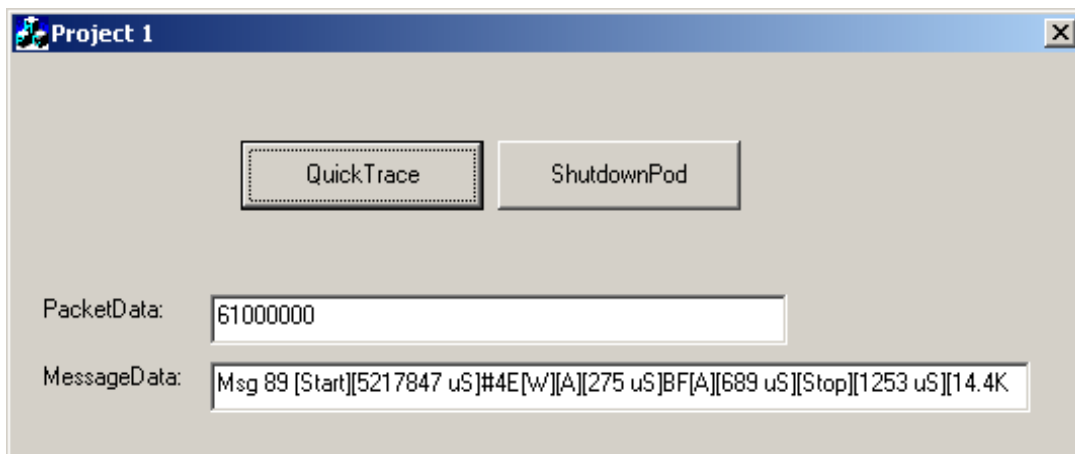 Project 1
QuickTrace ShutdownPod
PacketData: 61000000
MessageData: Msg 89 [Start][5217847 uS]#4E[W][A][275 uS]BF[A][689 uS][Stop][1253 uS][14.4K